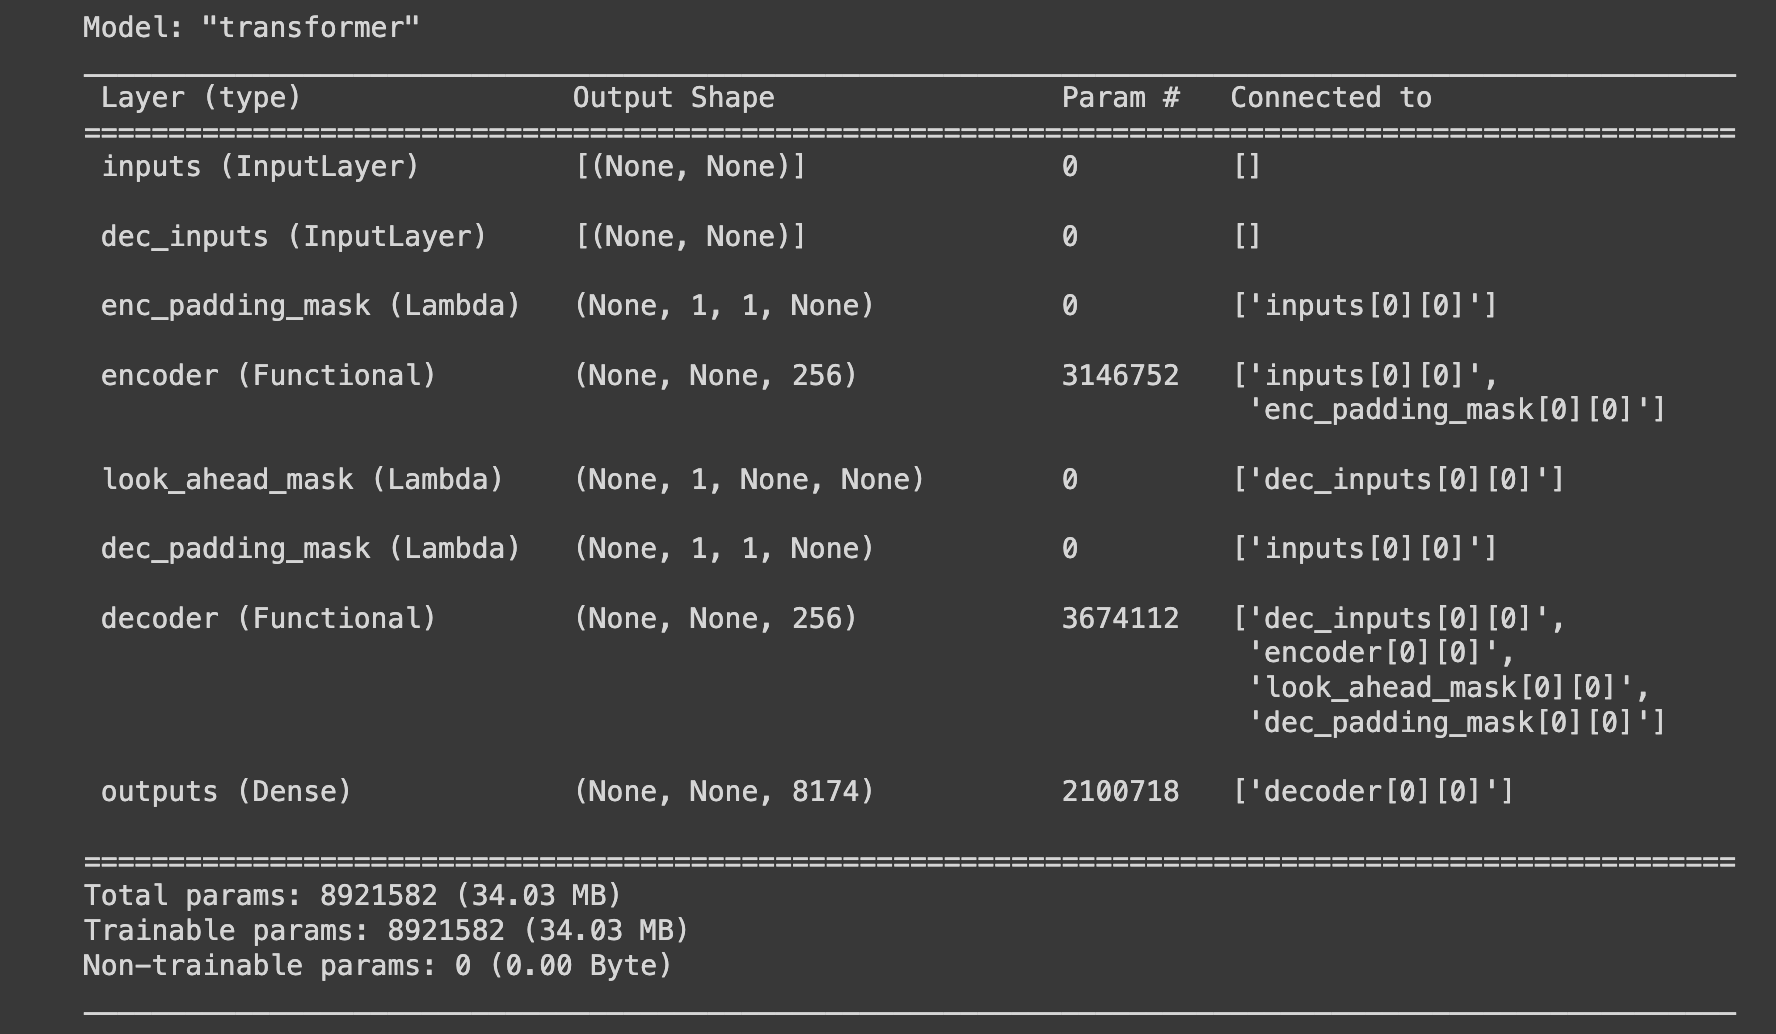 Model: "transformer"
Layer (type) Output Shape Param # Connected to
==================================================================================================
inputs (InputLayer) [(None, None)] 0 []
dec_inputs (InputLayer) [(None, None)] 0 []
enc_padding_mask (Lambda) (None, 1, 1, None) 0 ['inputs[0][0]']
encoder (Functional) (None, None, 256) 3146752 ['inputs[0][0]',
'enc_padding_mask[0][0]']
look_ahead_mask (Lambda) (None, 1, None, None) 0 ['dec_inputs[0][0]']
dec_padding_mask (Lambda) (None, 1, 1, None) 0 ['inputs[0][0]']
decoder (Functional) (None, None, 256) 3674112 ['dec_inputs[0][0]',
'encoder[0][0]',
'look_ahead_mask[0][0]',
'dec_padding_mask[0][0]']
outputs (Dense) (None, None, 8174) 2100718 ['decoder[0][0]']
==================================================================================================
Total params: 8921582 (34.03 MB)
Trainable params: 8921582 (34.03 MB)
Non-trainable params: 0 (0.00 Byte)